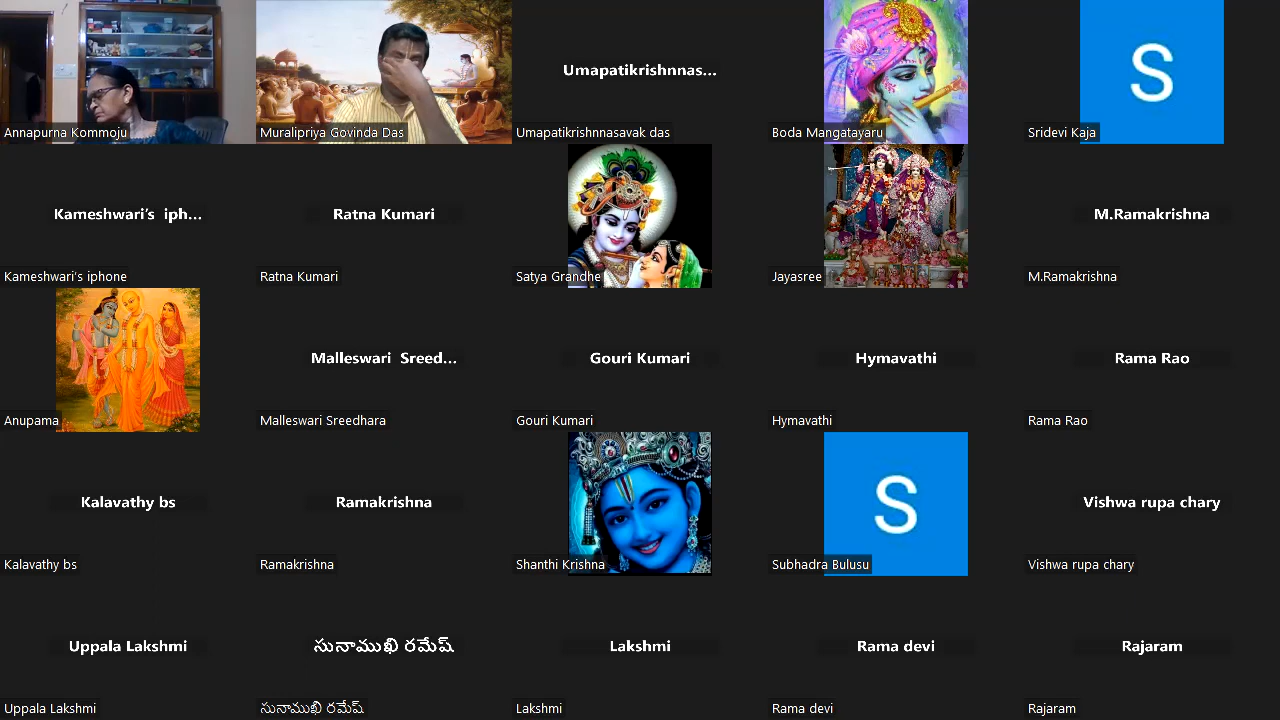 Annapurna Kommoju
Muralipriya Govinda Das
Umapatikrishnnas...
Umapatikrishnnasavak das
Boda Mangatayaru
S
Sridevi Kaja
Kameshwari's iph...
Kameshwari's iphone
Ratna Kumari
Ratna Kumari
Satya Grandhe
Jayasree
M.Ramakrishna
M.Ramakrishna
Anupama
Malleswari Sreed...
Malleswari Sreedhara
Gouri Kumari
Gouri Kumari
Hymavathi
Hymavathi
Rama Rao
Rama Rao
Kalavathy bs
Kalavathy bs
Ramakrishna
Ramakrishna
Shanthi Krishna
S
Subhadra Bulusu
Vishwa rupa chary
Vishwa rupa chary
Uppala Lakshmi
Uppala Lakshmi
సునాముఖి రమేష్
సునాముఖి రమేష్
Lakshmi
Lakshmi
Rama devi
Rama devi
Rajaram
Rajaram